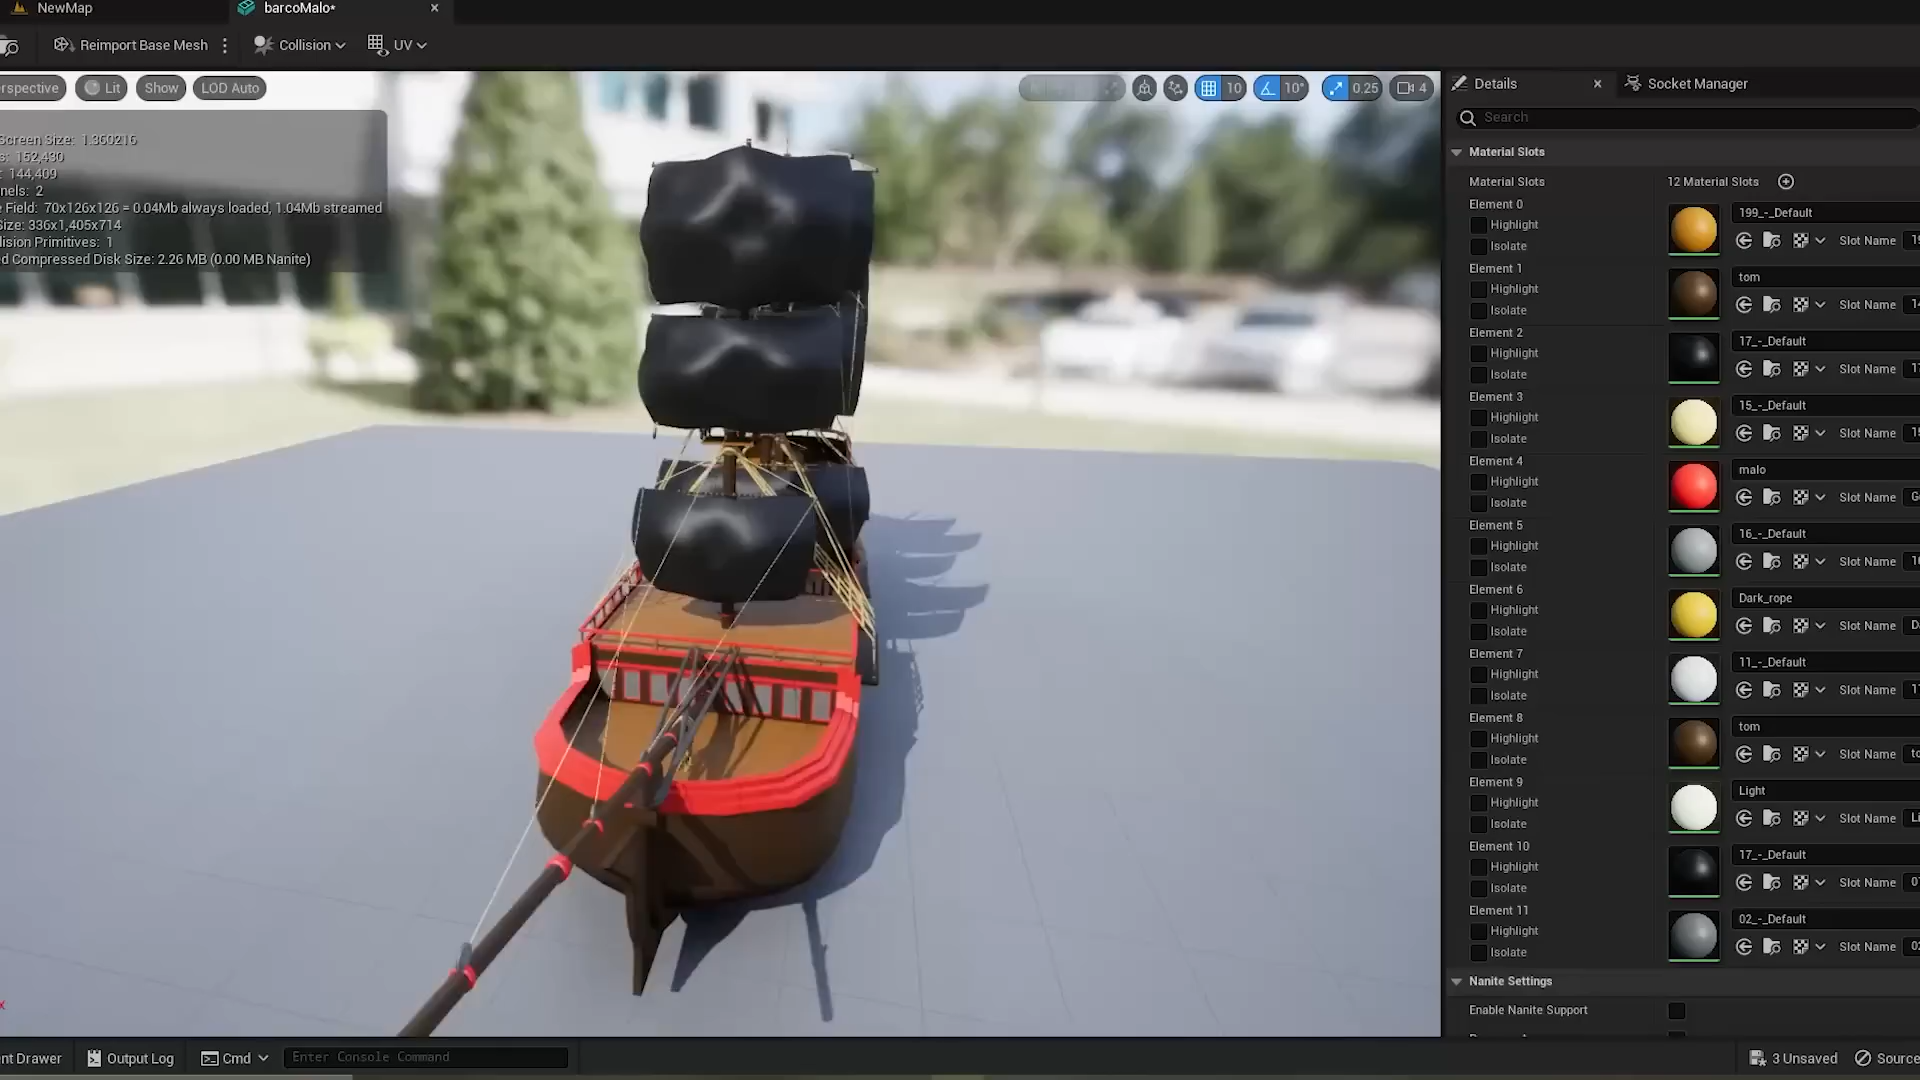 NewMap
barcoMalo*
Reimport Base Mesh
Collision
UV
rspective
Lit
Show
LOD Auto
10
10°
0.25
4
Screen Size: 1.360216
s: 152,430
: 144,409
nels: 2
e Field: 70x126x126 = 0.04Mb always loaded, 1.04Mb streamed
Size: 336x1,405x714
lision Primitives: 1
d Compressed Disk Size: 2.26 MB (0.00 MB Nanite)
Details
Socket Manager
Search
Material Slots
Material Slots
12 Material Slots
Element 0
Highlight
Isolate
199_-_Default
Slot Name
Element 1
Highlight
Isolate
tom
Slot Name
Element 2
Highlight
Isolate
17_-_Default
Slot Name
Element 3
Highlight
Isolate
15_-_Default
Slot Name
Element 4
Highlight
Isolate
malo
Slot Name
Element 5
Highlight
Isolate
16_-_Default
Slot Name
Element 6
Highlight
Isolate
Dark_rope
Slot Name
Element 7
Highlight
Isolate
11_-_Default
Slot Name
Element 8
Highlight
Isolate
tom
Slot Name
Element 9
Highlight
Isolate
Light
Slot Name
Element 10
Highlight
Isolate
17_-_Default
Slot Name
Element 11
Highlight
Isolate
02_-_Default
Slot Name
Nanite Settings
Enable Nanite Support
x
nt Drawer
Output Log
Cmd
Enter Console Command
3 Unsaved
Source